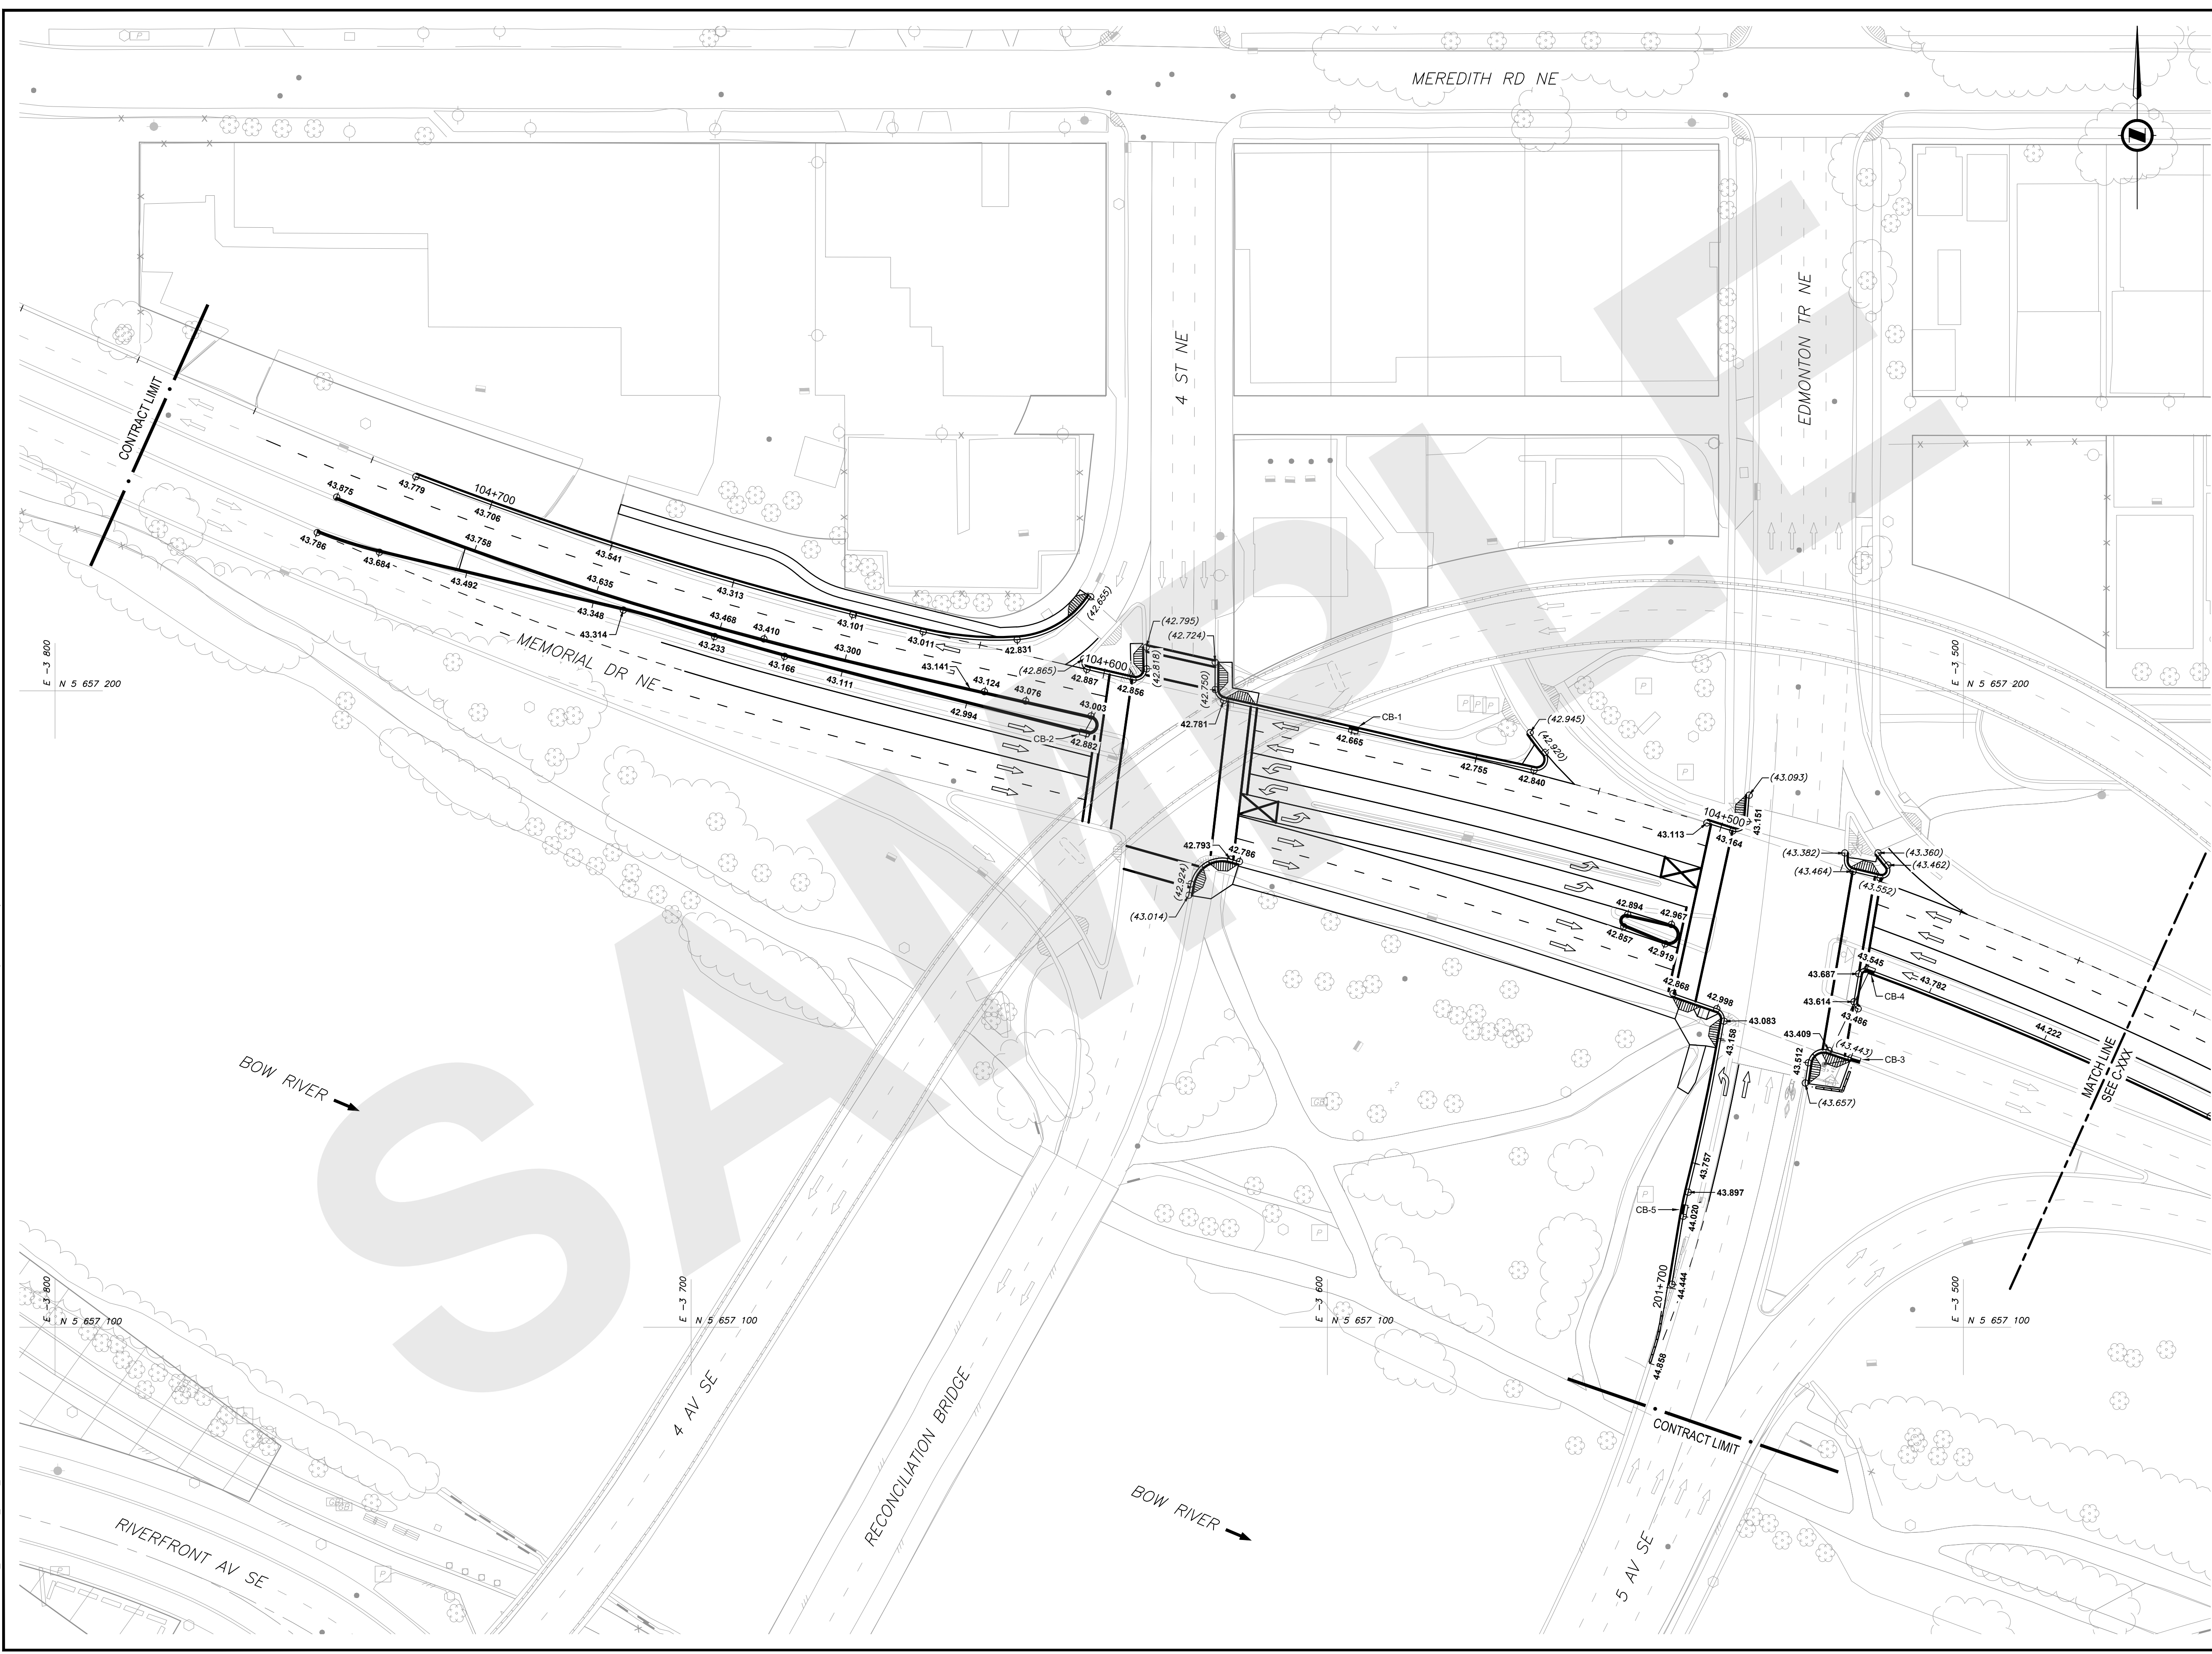 MEREDITH RD NE
4 ST NE
EDMONTON TR NE
CONTRACT LIMIT
43.779
104+700
43.706
43.875
43.786
43.684
43.758
43.541
43.492
43.635
43.348
43.313
43.314
43.468
43.410
43.101
43.233
43.300
43.011
42.831
(42.655)
43.166
43.141
43.111
43.124
43.076
42.994
43.003
CB-2
42.882
(42.865)
104+600
42.887
42.856
(42.795)
(42.724)
(42.818)
(42.750)
42.781
MEMORIAL DR NE
CB-1
42.665
42.755
42.840
(42.945)
(42.920)
(43.093)
104+500
43.151
43.113
43.164
E -3 800
N 5 657 200
E -3 500
N 5 657 200
42.793
42.786
(42.924)
(43.014)
(43.382)
(43.360)
(43.462)
(43.464)
(43.552)
42.894
42.967
42.857
42.919
42.868
42.998
43.083
43.158
43.545
43.687
43.782
CB-4
43.614
43.486
44.222
43.409
(43.443)
CB-3
43.512
(43.657)
MATCH LINE
SEE C-XXX
43.757
43.897
CB-5
44.020
44.444
201+700
44.858
CONTRACT LIMIT
BOW RIVER
E -3 800
N 5 657 100
E -3 700
N 5 657 100
E -3 600
N 5 657 100
E -3 500
N 5 657 100
4 AV SE
RECONCILIATION BRIDGE
BOW RIVER
5 AV SE
RIVERFRONT AV SE
SAMPLE
P
P
P
P
P
P
P
P
P
P
P
P